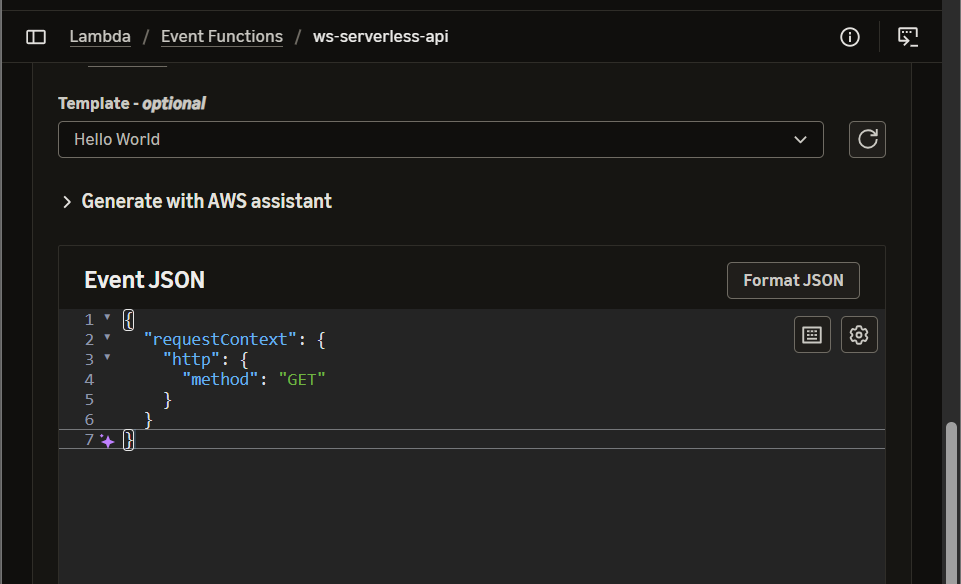 Lambda / Event Functions / ws-serverless-api
Template - optional
Hello World
Generate with AWS assistant
Event JSON
Format JSON
1 {
2 "requestContext": {
3 "http": {
4 "method": "GET"
5 }
6 }
7 }